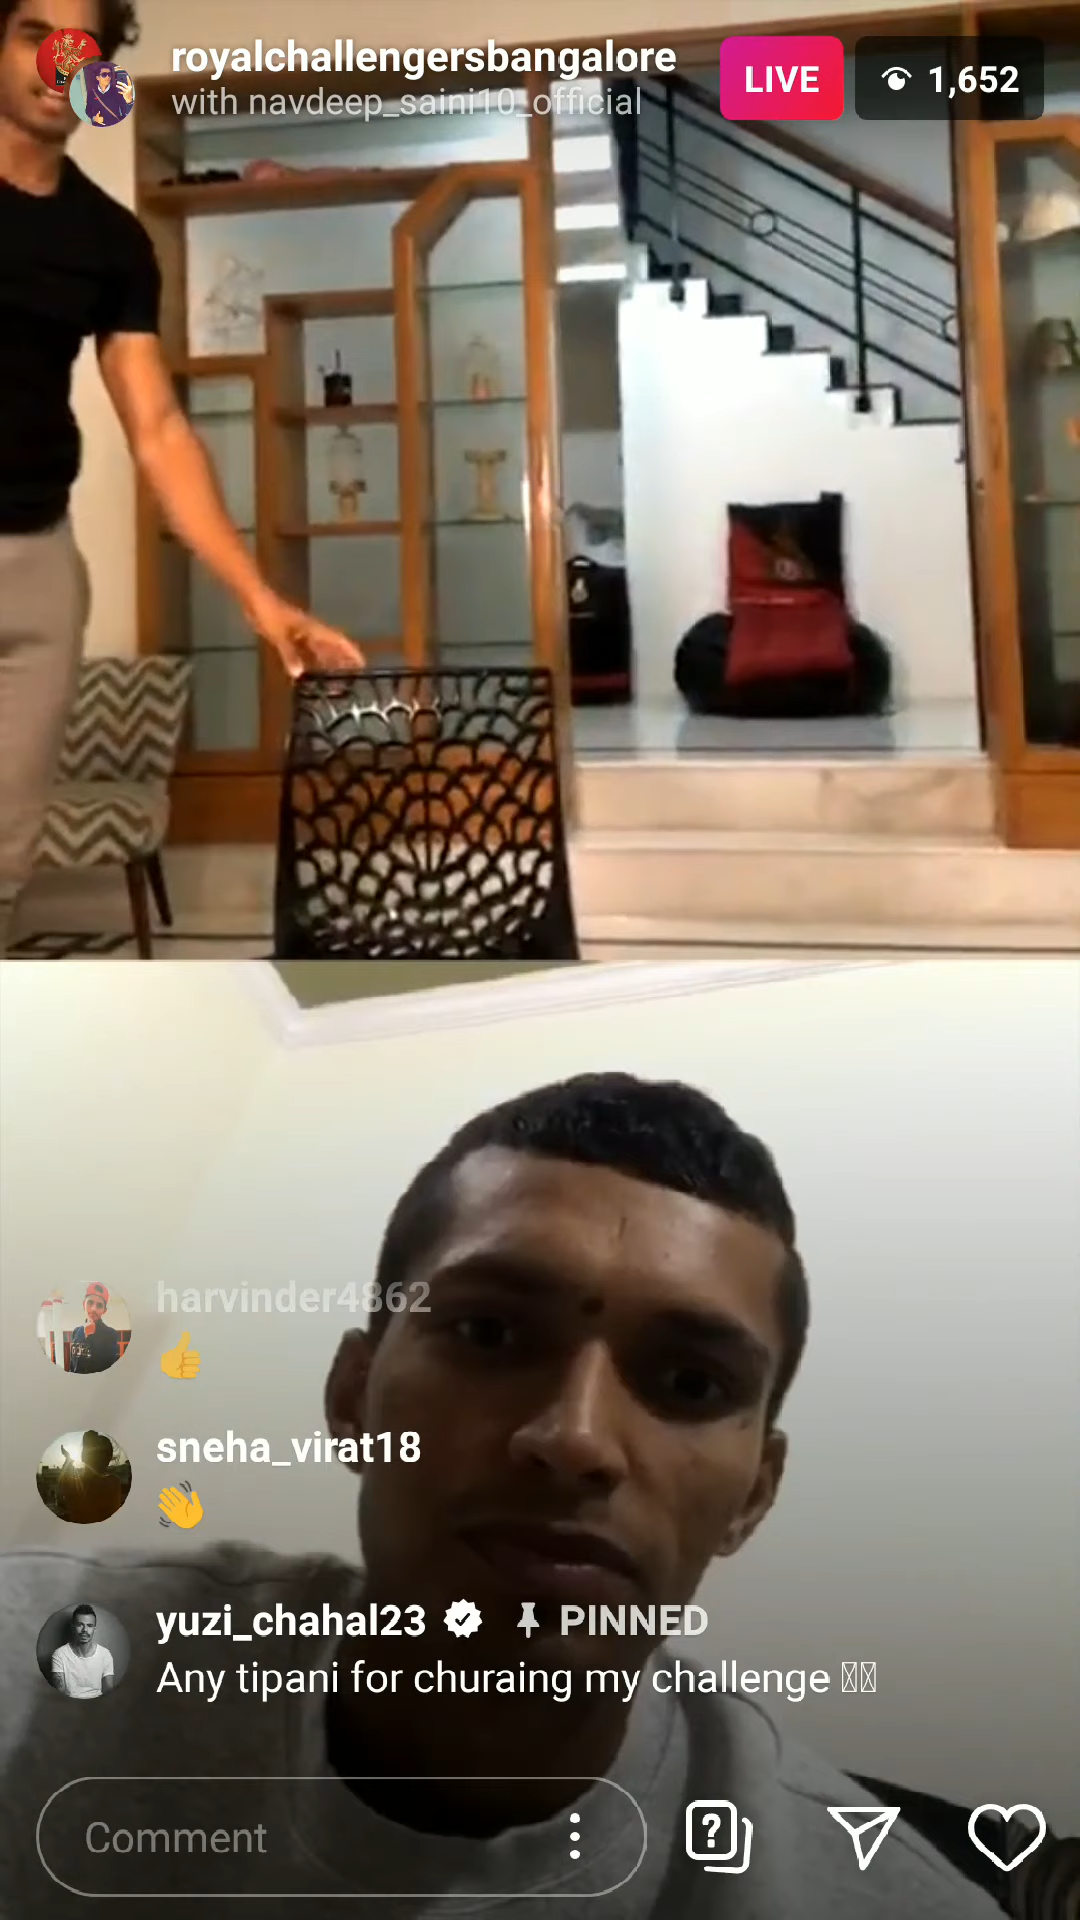 royalchallengersbangalore
with navdeep_saini10_official
LIVE
1,652
harvinder4862
👍
sneha_virat18
👋
yuzi_chahal23 PINNED
Any tipani for churaing my challenge
Comment